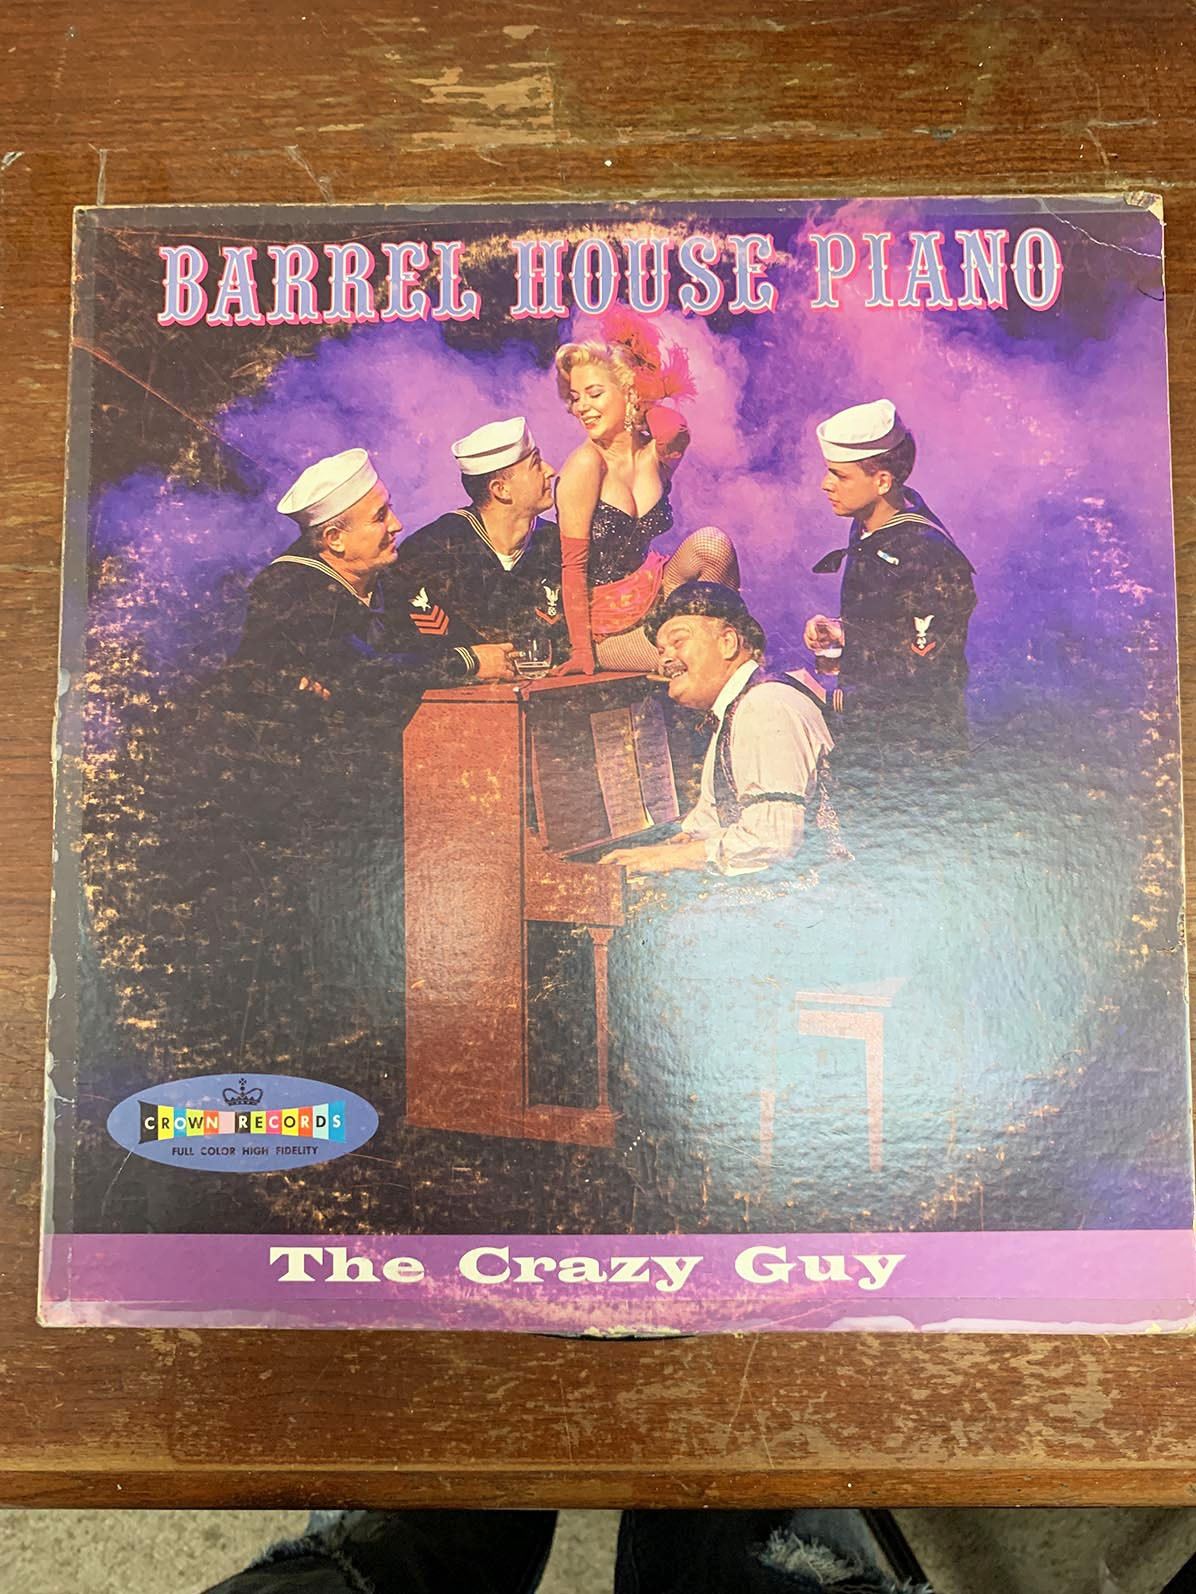 BARREL HOUSE PIANO
CROWN RECORDS
FULL COLOR HIGH FIDELITY
The Crazy Guy